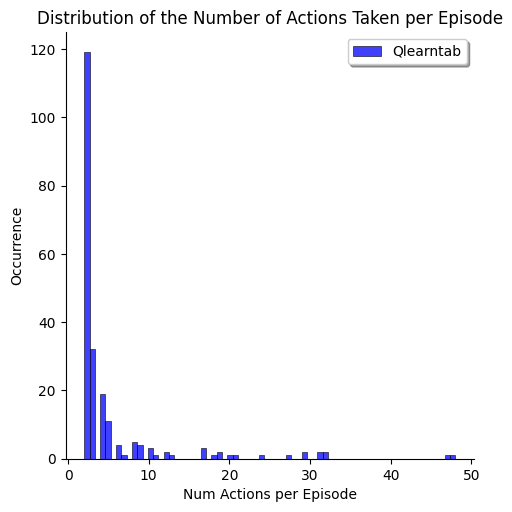 Distribution of the Number of Actions Taken per Episode
Qlearntab
Occurrence
120
100
80
60
40
20
0
0 10 20 30 40 50
Num Actions per Episode